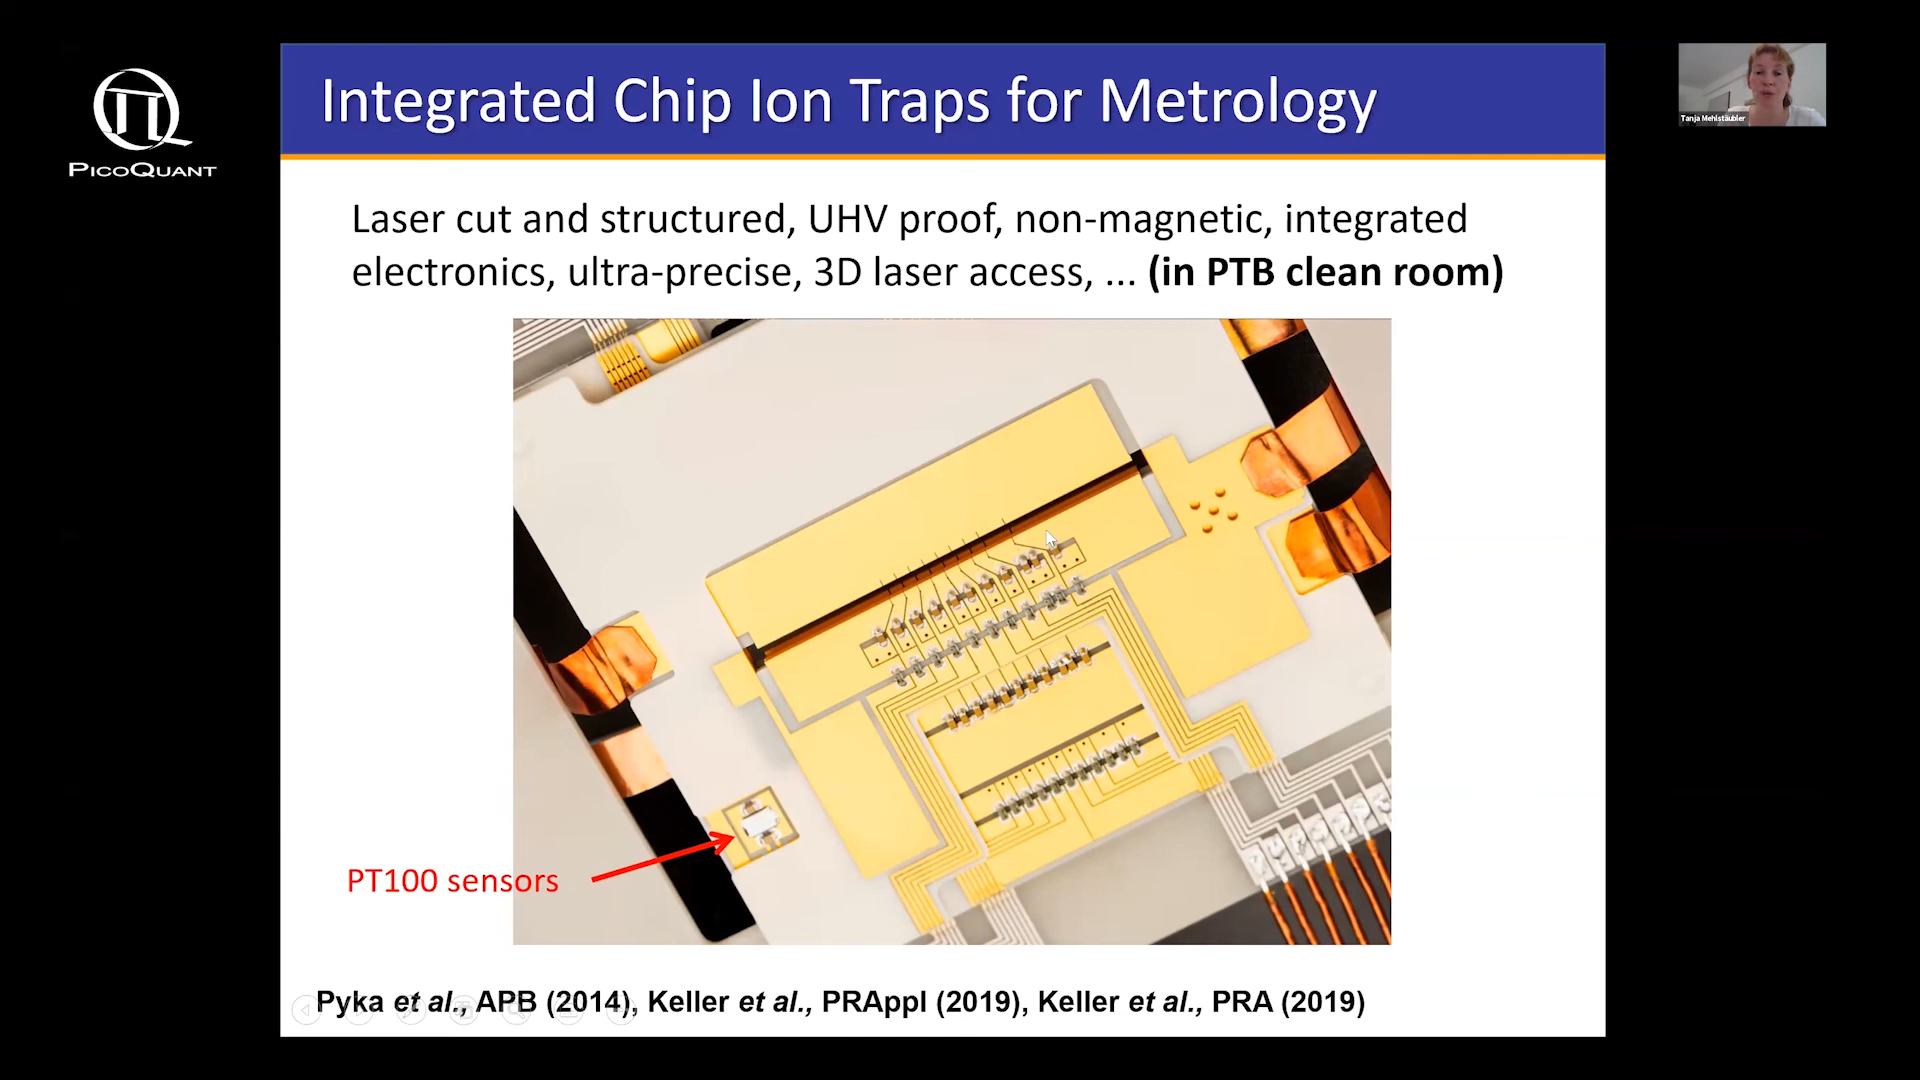 Integrated Chip Ion Traps for Metrology
PICOQUANT
Tanja Mehlstäubler
Laser cut and structured, UHV proof, non-magnetic, integrated
electronics, ultra-precise, 3D laser access, ... (in PTB clean room)
PT100 sensors
Pyka et al., APB (2014), Keller et al., PRAppl (2019), Keller et al., PRA (2019)